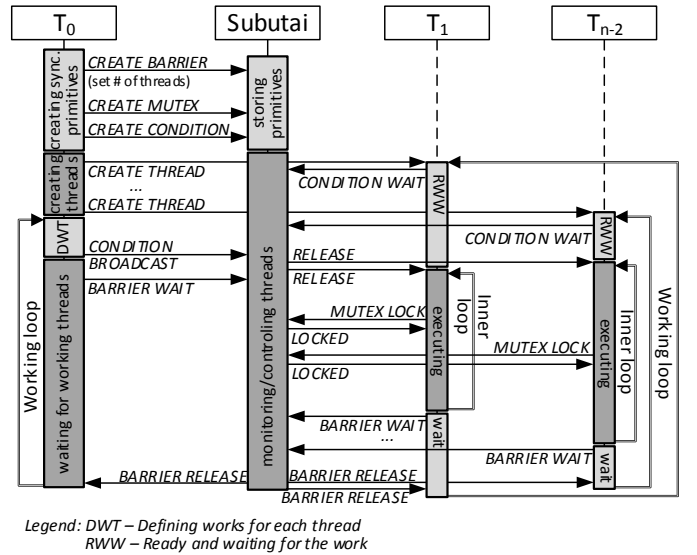 T0
Subutai
T1
Tn-2
creating sync.
primitives
CREATE BARRIER
(set # of threads)
CREATE MUTEX
CREATE CONDITION
storing
primitives
creating
threads
CREATE THREAD
...
CREATE THREAD
CONDITION WAIT
RWW
DWT
CONDITION
BROADCAST
BARRIER WAIT
RELEASE
RELEASE
CONDITION WAIT
RWW
Working loop
waiting for working threads
monitoring/controling threads
MUTEX LOCK
LOCKED
LOCKED
executing
Inner
loop
MUTEX LOCK
executing
Inner loop
Working loop
BARRIER WAIT
...
wait
BARRIER WAIT
wait
BARRIER RELEASE
BARRIER RELEASE
BARRIER RELEASE
Legend: DWT – Defining works for each thread
RWW – Ready and waiting for the work